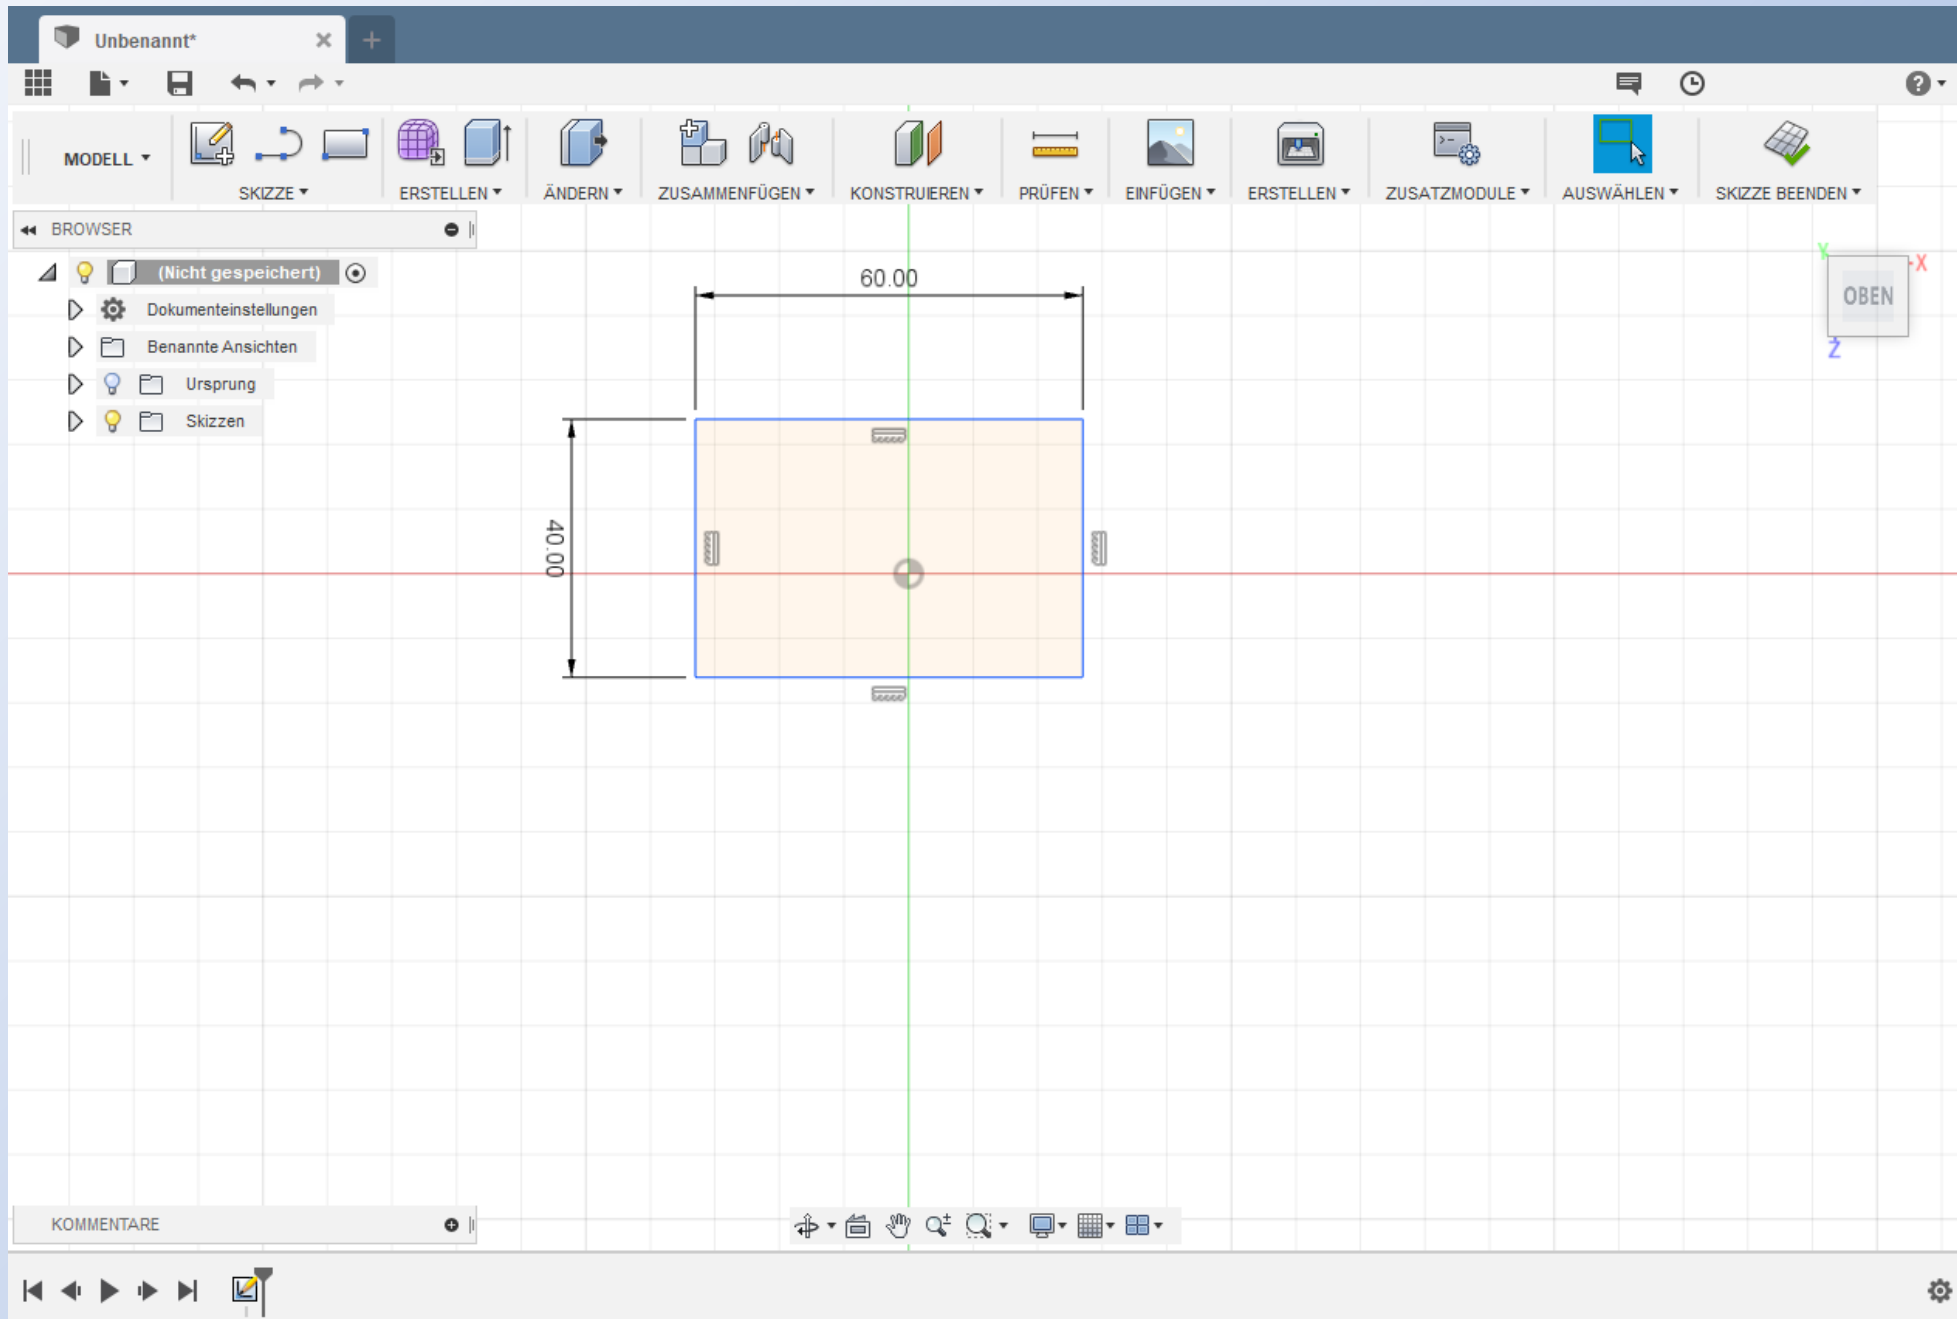 Unbenannt*
MODELL
SKIZZE
ERSTELLEN
ÄNDERN
ZUSAMMENFÜGEN
KONSTRUIEREN
PRÜFEN
EINFÜGEN
ERSTELLEN
ZUSATZMODULE
AUSWÄHLEN
SKIZZE BEENDEN
BROWSER
(Nicht gespeichert)
Dokumenteinstellungen
Benannte Ansichten
Ursprung
Skizzen
60.00
40.00
Y
X
OBEN
Z
KOMMENTARE